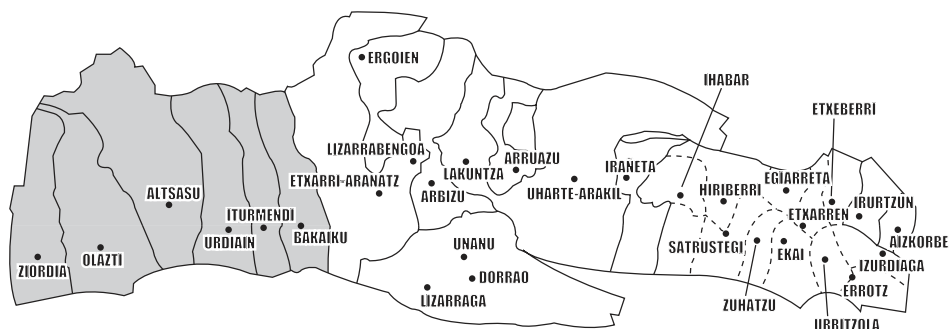 ERGOIEN
IHABAR
ETXEBERRI
LIZARRABENGOA
ARRUAZU
IRAÑETA
EGIARRETA
ETXARRI-ARANATZ
LAKUNTZA
ARBIZU
UHARTE-ARAKIL
HIRIBERRI
ALTSASU
ETXARREN
IRURTZUN
ITURMENDI
URDIAIN
BAKAIKU
SATRUSTEGI
AIZKORBE
OLAZTI
ZIORDIA
UNANU
EKAI
IZURDIAGA
DORRAO
LIZARRAGA
ZUHATZU
ERROTZ
URRITZOLA